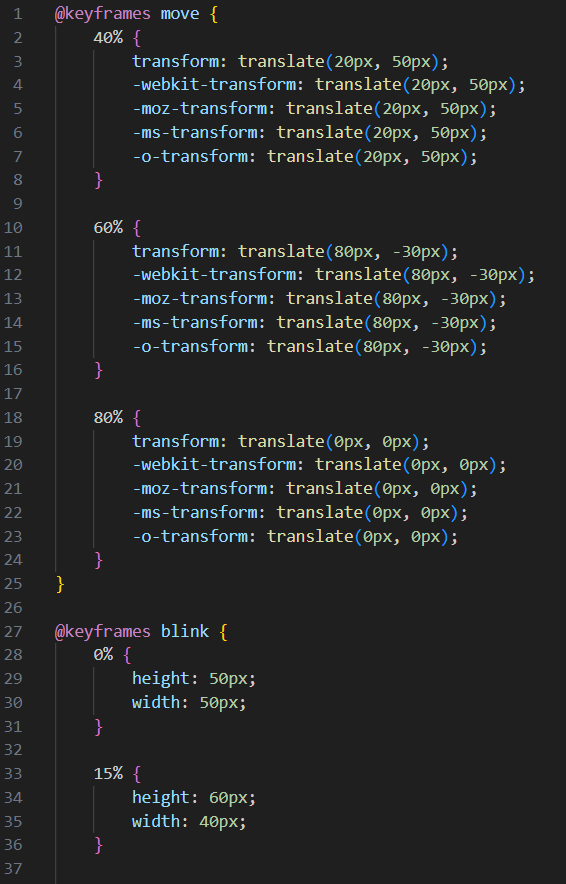 1 @keyframes move {
2 40% {
3 transform: translate(20px, 50px);
4 -webkit-transform: translate(20px, 50px);
5 -moz-transform: translate(20px, 50px);
6 -ms-transform: translate(20px, 50px);
7 -o-transform: translate(20px, 50px);
8 }
9
10 60% {
11 transform: translate(80px, -30px);
12 -webkit-transform: translate(80px, -30px);
13 -moz-transform: translate(80px, -30px);
14 -ms-transform: translate(80px, -30px);
15 -o-transform: translate(80px, -30px);
16 }
17
18 80% {
19 transform: translate(0px, 0px);
20 -webkit-transform: translate(0px, 0px);
21 -moz-transform: translate(0px, 0px);
22 -ms-transform: translate(0px, 0px);
23 -o-transform: translate(0px, 0px);
24 }
25 }
26
27 @keyframes blink {
28 0% {
29 height: 50px;
30 width: 50px;
31 }
32
33 15% {
34 height: 60px;
35 width: 40px;
36 }
37